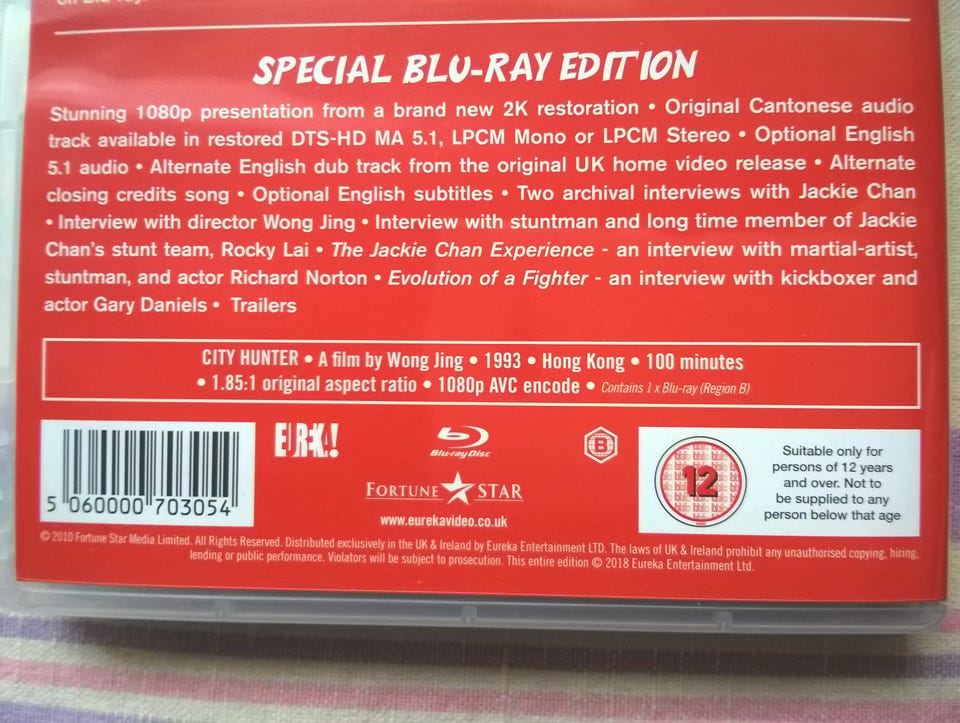 SPECIAL BLU-RAY EDITION
Stunning 1080p presentation from a brand new 2K restoration • Original Cantonese audio
track available in restored DTS-HD MA 5.1, LPCM Mono or LPCM Stereo • Optional English
5.1 audio • Alternate English dub track from the original UK home video release • Alternate
closing credits song • Optional English subtitles • Two archival interviews with Jackie Chan
• Interview with director Wong Jing • Interview with stuntman and long time member of Jackie
Chan's stunt team, Rocky Lai • The Jackie Chan Experience - an interview with martial-artist,
stuntman, and actor Richard Norton • Evolution of a Fighter - an interview with kickboxer and
actor Gary Daniels • Trailers
CITY HUNTER • A film by Wong Jing • 1993 • Hong Kong • 100 minutes
• 1.85:1 original aspect ratio • 1080p AVC encode • Contains 1 x Blu-ray (Region B)
5 060000 703054
EUREKA!
Blu-ray Disc
B
FORTUNE STAR
www.eurekavideo.co.uk
12
Suitable only for
persons of 12 years
and over. Not to
be supplied to any
person below that age
© 2010 Fortune Star Media Limited. All Rights Reserved. Distributed exclusively in the UK & Ireland by Eureka Entertainment LTD. The laws of UK & Ireland prohibit any unauthorised copying, hiring,
lending or public performance. Violators will be subject to prosecution. This entire edition © 2018 Eureka Entertainment Ltd.